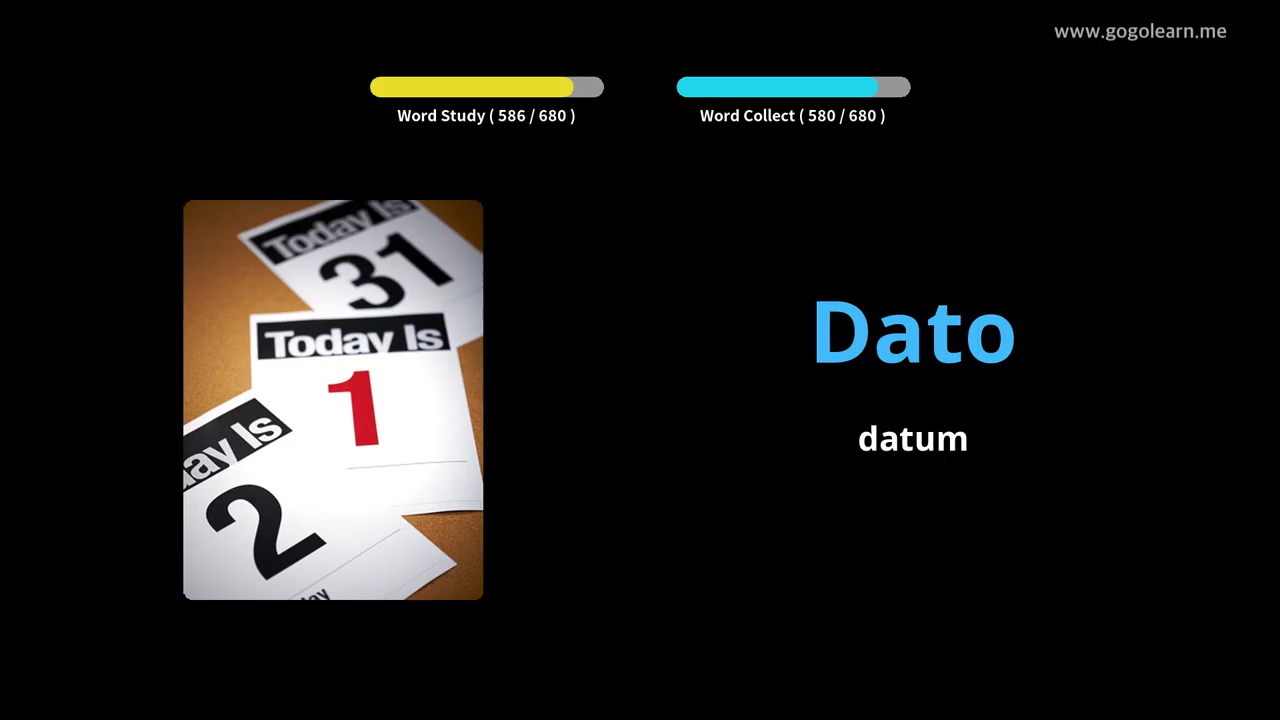 www.gogolearn.me
Word Study ( 586 / 680 )
Word Collect ( 580 / 680 )
Today Is
31
Today Is
1
ay Is
2
Dato
datum